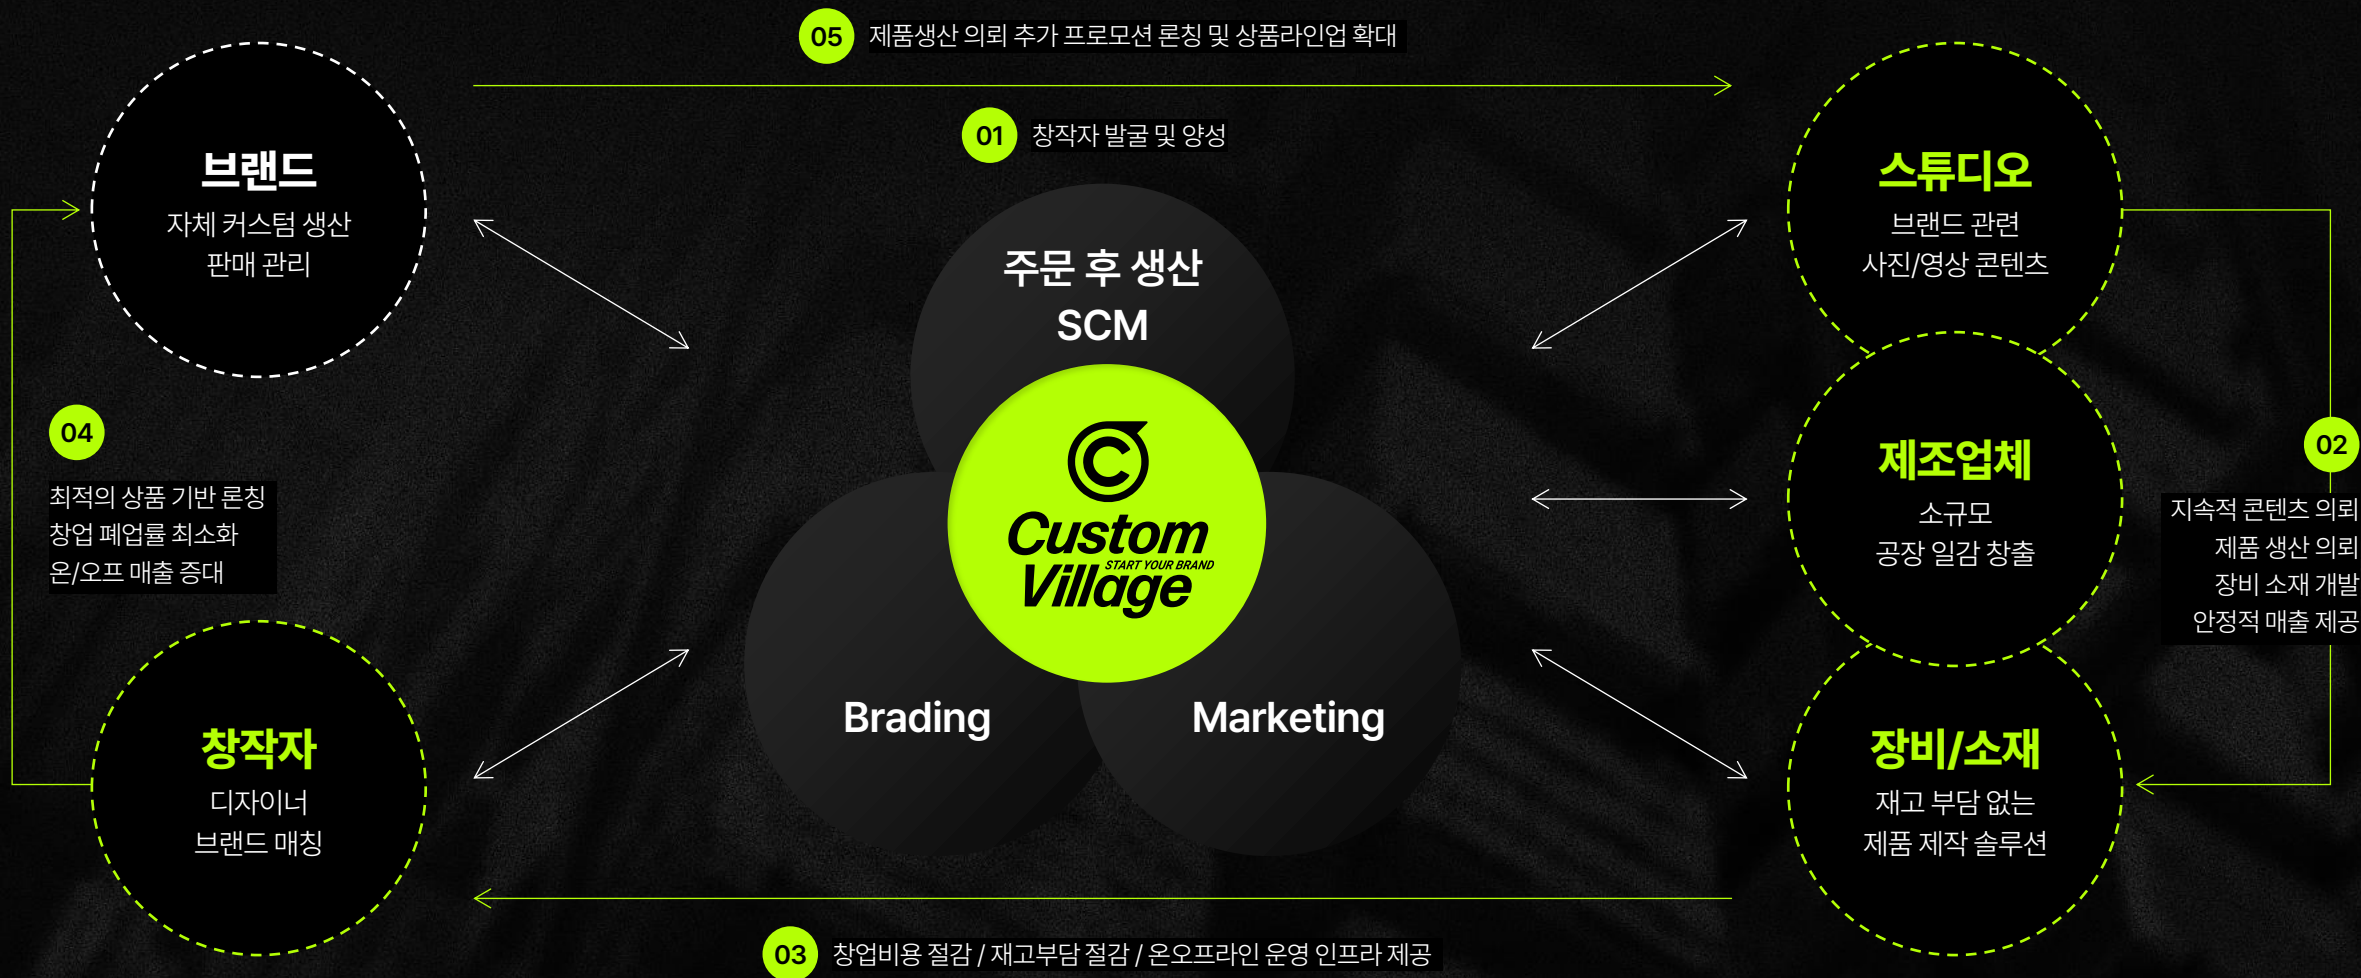 05 제품생산 의뢰 추가 프로모션 론칭 및 상품라인업 확대
01 창작자 발굴 및 양성
브랜드
자체 커스텀 생산
판매 관리
주문 후 생산
SCM
스튜디오
브랜드 관련
사진/영상 콘텐츠
04
최적의 상품 기반 론칭
창업 폐업률 최소화
온/오프 매출 증대
Custom
START YOUR BRAND
Village
제조업체
소규모
공장 일감 창출
02
지속적 콘텐츠 의뢰
제품 생산 의뢰
장비 소재 개발
안정적 매출 제공
Brading
Marketing
창작자
디자이너
브랜드 매칭
장비/소재
재고 부담 없는
제품 제작 솔루션
03 창업비용 절감 / 재고부담 절감 / 온오프라인 운영 인프라 제공